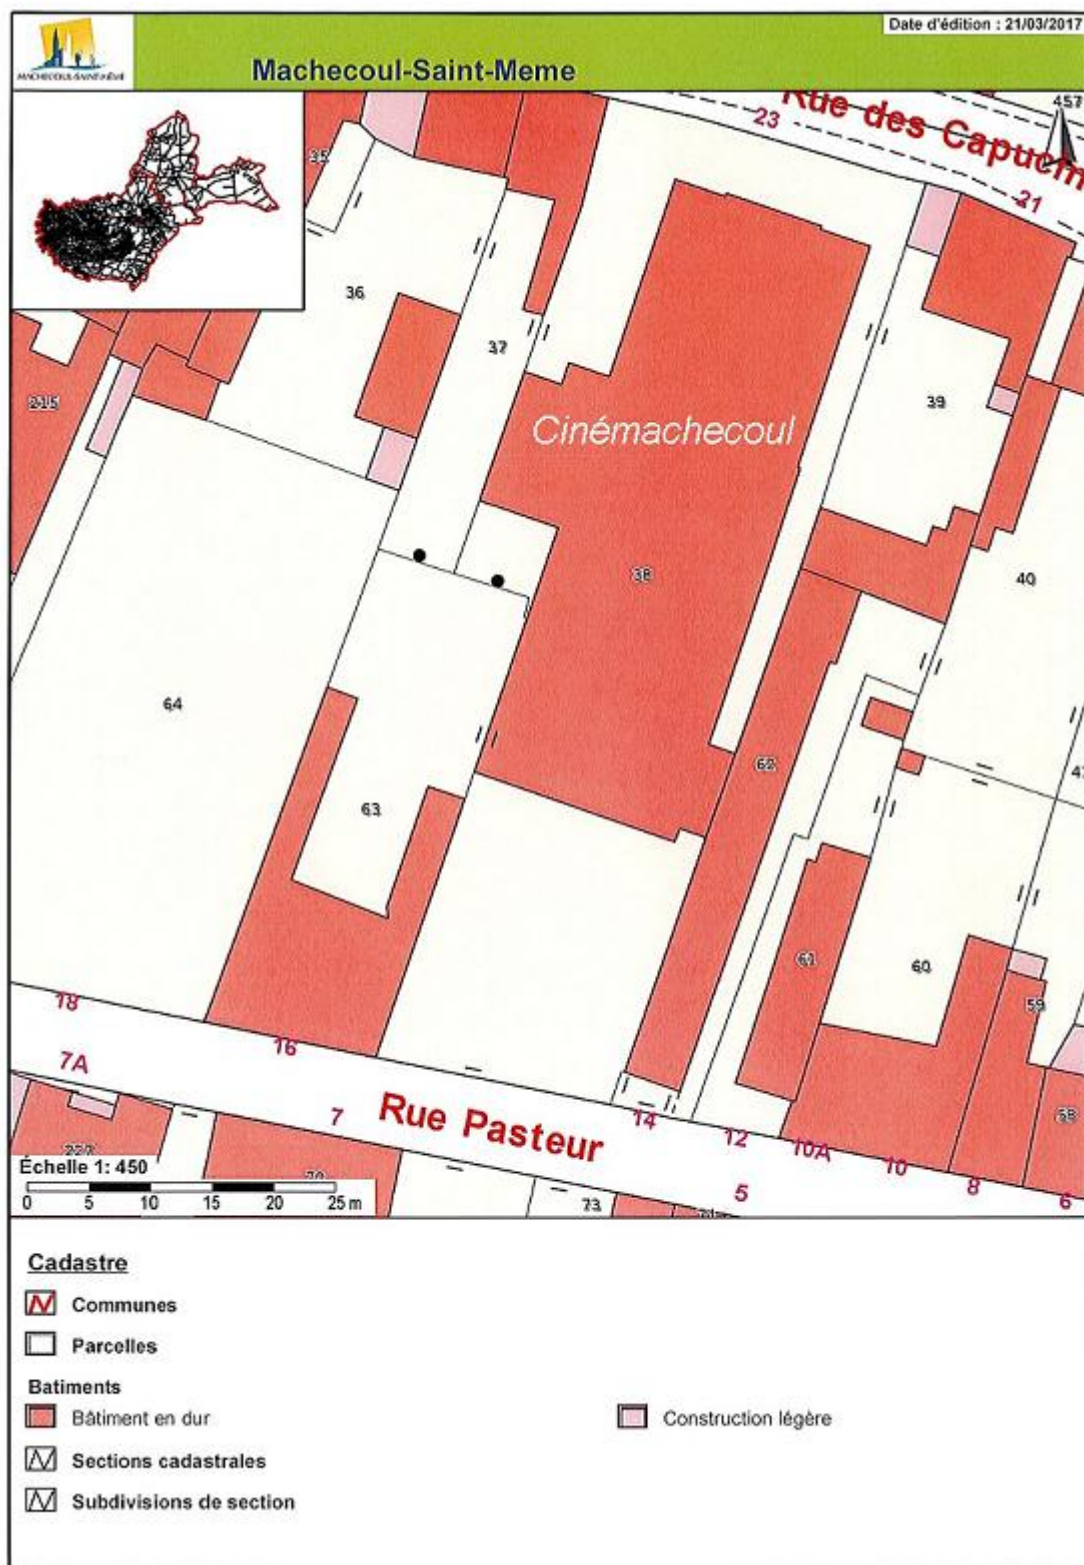 Date d'édition : 21/03/2017
MACHECOUL-SAINT-MÊME
Machecoul-Saint-Meme
457
Rue des Capucin
23
21
35
36
37
215
39
Cinémachecoul
38
40
64
62
63
61
60
59
58
18
16
7A
7
Rue Pasteur
14
12
10A
10
8
6
5
73
Échelle 1: 450
0 5 10 15 20 25 m
Cadastre
Communes
Parcelles
Batiments
Bâtiment en dur
Construction légère
Sections cadastrales
Subdivisions de section